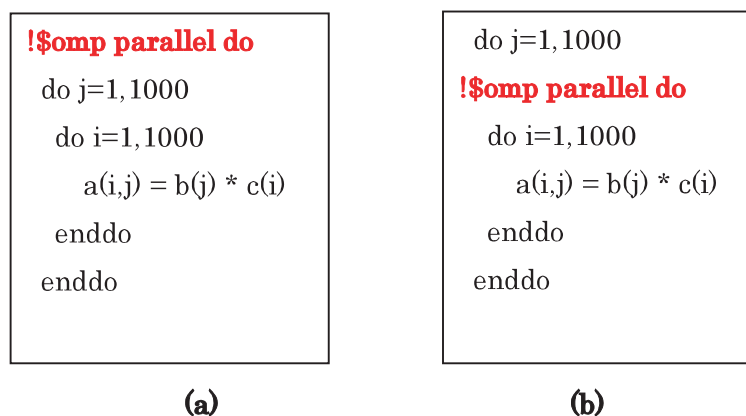 !$omp parallel do
do j=1,1000
do i=1,1000
a(i,j) = b(j) * c(i)
enddo
enddo
(a)
do j=1,1000
!$omp parallel do
do i=1,1000
a(i,j) = b(j) * c(i)
enddo
enddo
(b)